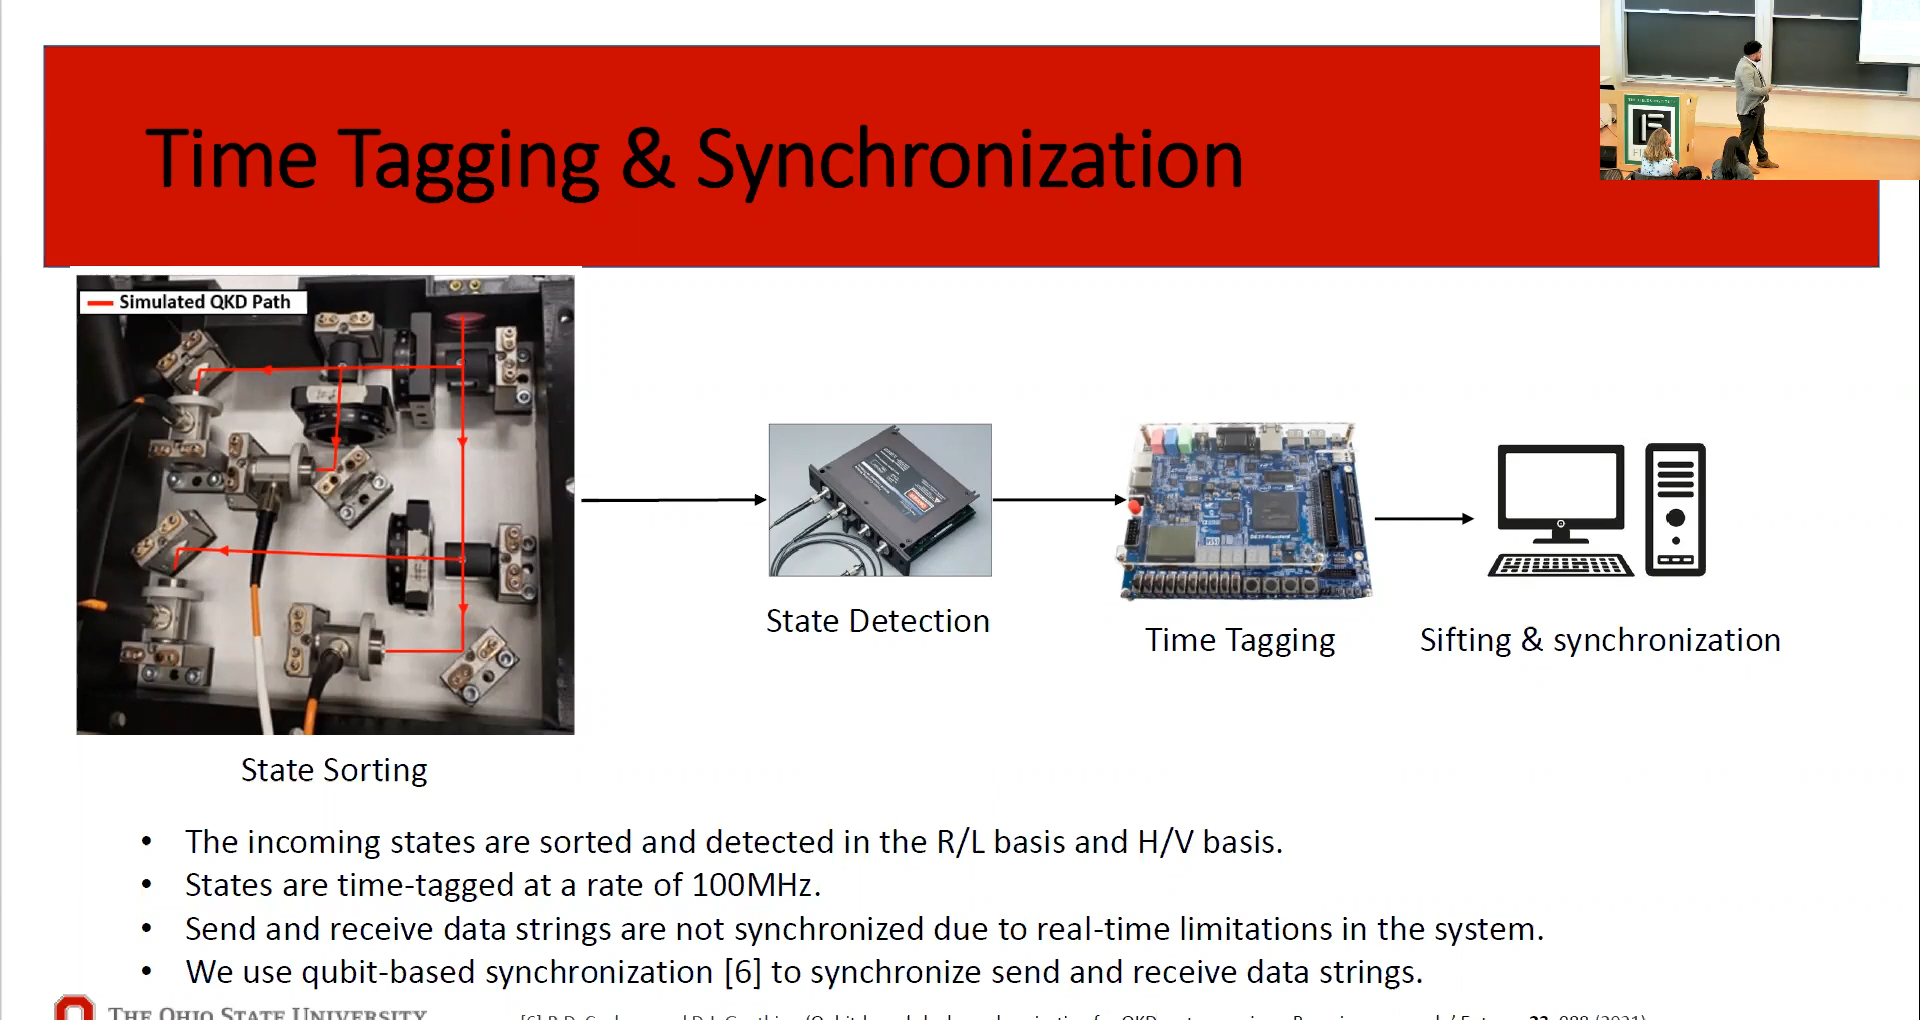 Time Tagging & Synchronization
Simulated QKD Path
State Detection
Time Tagging
Sifting & synchronization
State Sorting
• The incoming states are sorted and detected in the R/L basis and H/V basis.
• States are time-tagged at a rate of 100MHz.
• Send and receive data strings are not synchronized due to real-time limitations in the system.
• We use qubit-based synchronization [6] to synchronize send and receive data strings.
THE OHIO STATE UNIVERSITY